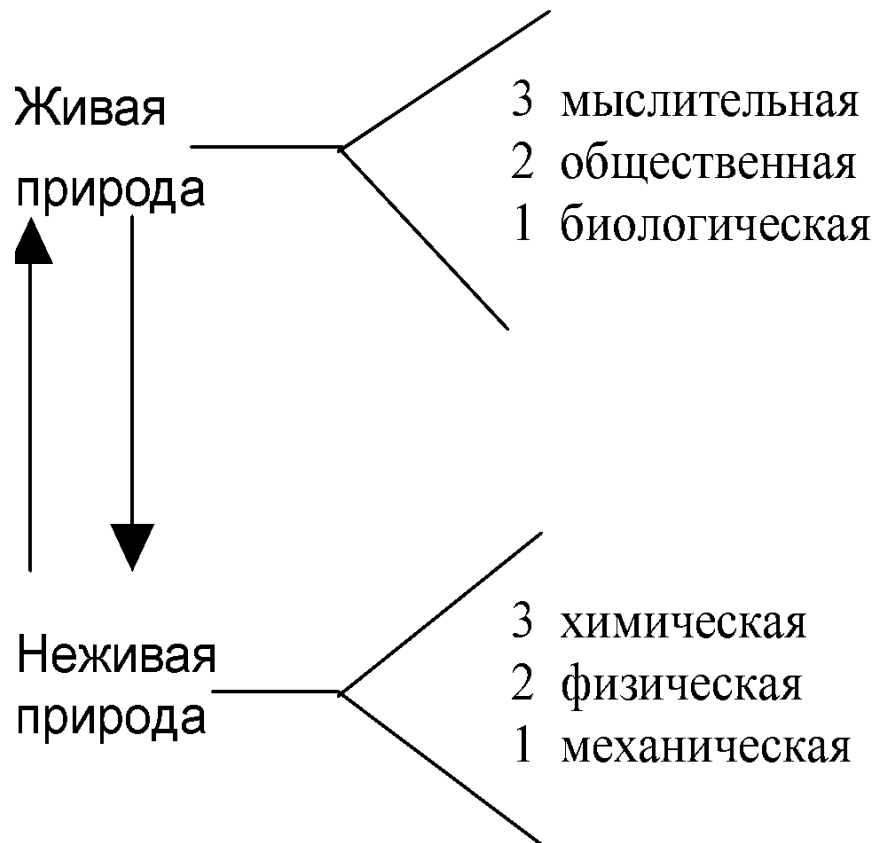 Живая
природа
3 мыслительная
2 общественная
1 биологическая
Неживая
природа
3 химическая
2 физическая
1 механическая